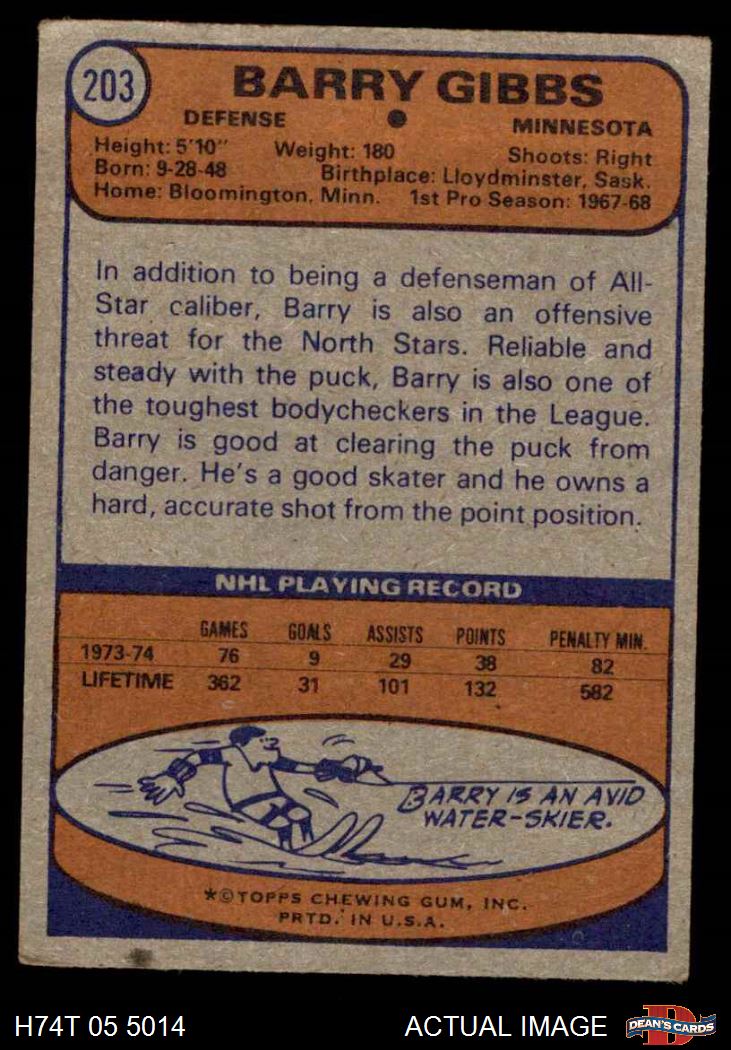 203
BARRY GIBBS
DEFENSE
●
MINNESOTA
Height: 5'10" Weight: 180 Shoots: Right
Born: 9-28-48 Birthplace: Lloydminster, Sask.
Home: Bloomington, Minn. 1st Pro Season: 1967-68
In addition to being a defenseman of All-
Star caliber, Barry is also an offensive
threat for the North Stars. Reliable and
steady with the puck, Barry is also one of
the toughest bodycheckers in the League.
Barry is good at clearing the puck from
danger. He's a good skater and he owns a
hard, accurate shot from the point position.
NHL PLAYING RECORD
GAMES GOALS ASSISTS POINTS PENALTY MIN.
1973-74 76 9 29 38 82
LIFETIME 362 31 101 132 582
BARRY IS AN AVID
WATER-SKIER.
*©TOPPS CHEWING GUM, INC.
PRTD. IN U.S.A.
H74T 05 5014
ACTUAL IMAGE
D
DEAN'S CARDS